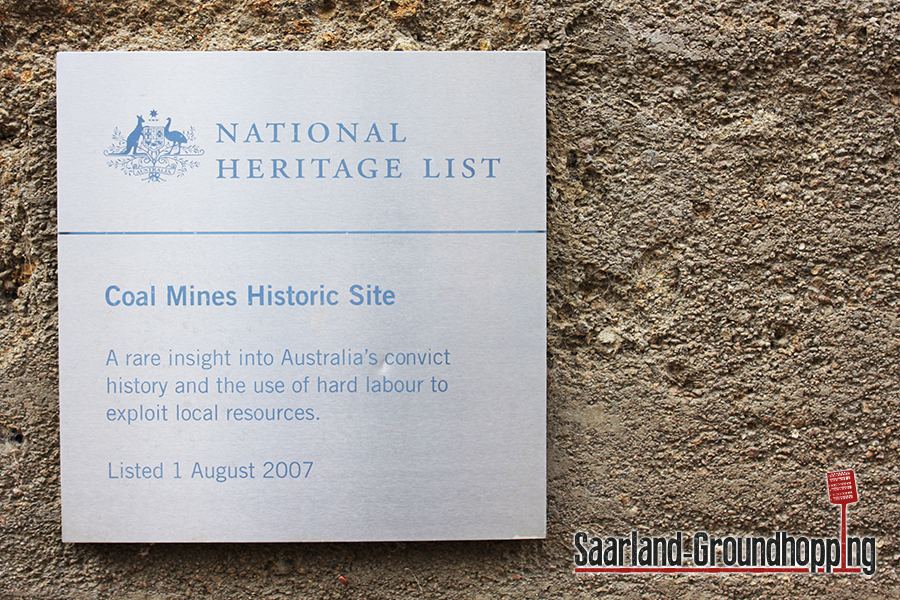 NATIONAL
HERITAGE LIST
AUSTRALIA
Coal Mines Historic Site
A rare insight into Australia's convict
history and the use of hard labour to
exploit local resources.
Listed 1 August 2007
Saarland-Groundhopping